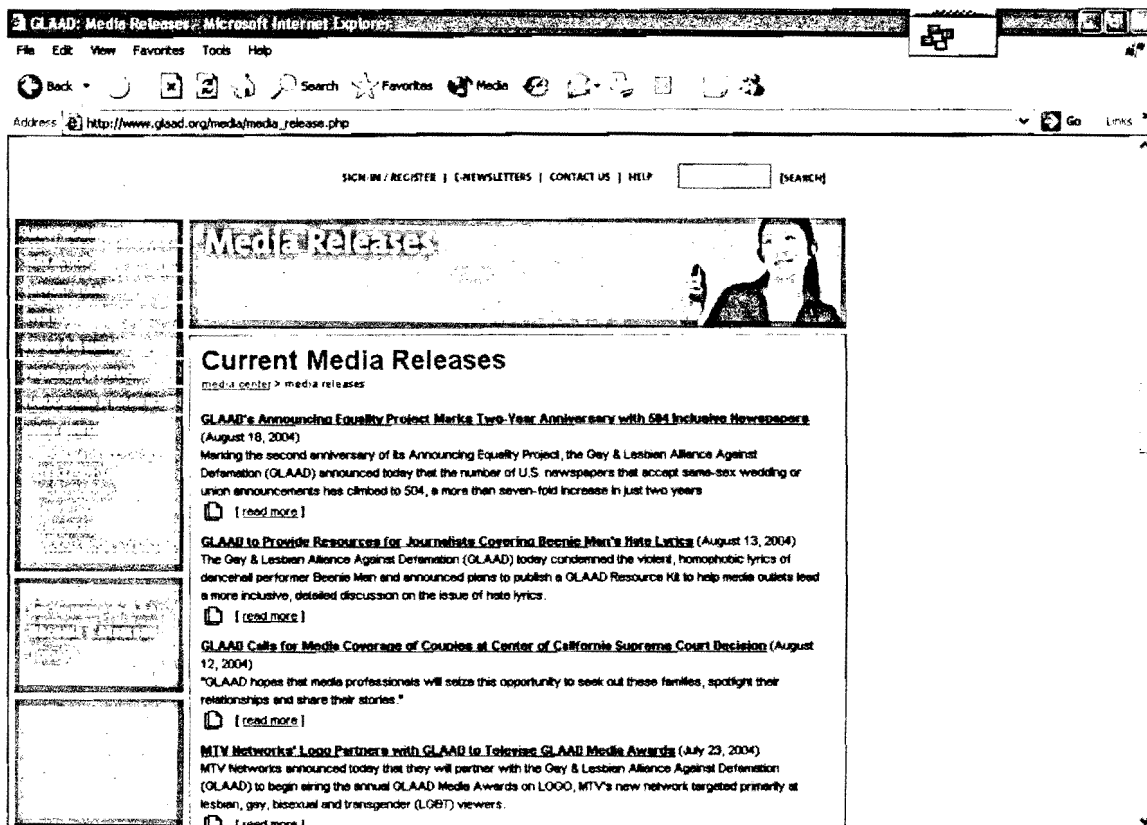 GLAAD: Media Releases - Microsoft Internet Explorer
File Edit View Favorites Tools Help
Back Search Favorites Media
Address http://www.glaad.org/media/media_release.php Go Links
SIGN-IN / REGISTER | E-NEWSLETTERS | CONTACT US | HELP [SEARCH]
Media Releases
Current Media Releases
media center > media releases
GLAAD's Announcing Equality Project Marks Two-Year Anniversary with 504 Inclusive Newspapers
(August 18, 2004)
Marking the second anniversary of its Announcing Equality Project, the Gay & Lesbian Alliance Against
Defamation (GLAAD) announced today that the number of U.S. newspapers that accept same-sex wedding or
union announcements has climbed to 504, a more than seven-fold increase in just two years
[ read more ]
GLAAD to Provide Resources for Journalists Covering Beenie Man's Hate Lyrics (August 13, 2004)
The Gay & Lesbian Alliance Against Defamation (GLAAD) today condemned the violent, homophobic lyrics of
dancehall performer Beenie Man and announced plans to publish a GLAAD Resource Kit to help media outlets lead
a more inclusive, detailed discussion on the issue of hate lyrics.
[ read more ]
GLAAD Calls for Media Coverage of Couples at Center of California Supreme Court Decision (August
12, 2004)
"GLAAD hopes that media professionals will seize this opportunity to seek out these families, spotlight their
relationships and share their stories."
[ read more ]
MTV Networks' Logo Partners with GLAAD to Televise GLAAD Media Awards (July 23, 2004)
MTV Networks announced today that they will partner with the Gay & Lesbian Alliance Against Defamation
(GLAAD) to begin airing the annual GLAAD Media Awards on LOGO, MTV's new network targeted primarily at
lesbian, gay, bisexual and transgender (LGBT) viewers.
[ read more ]